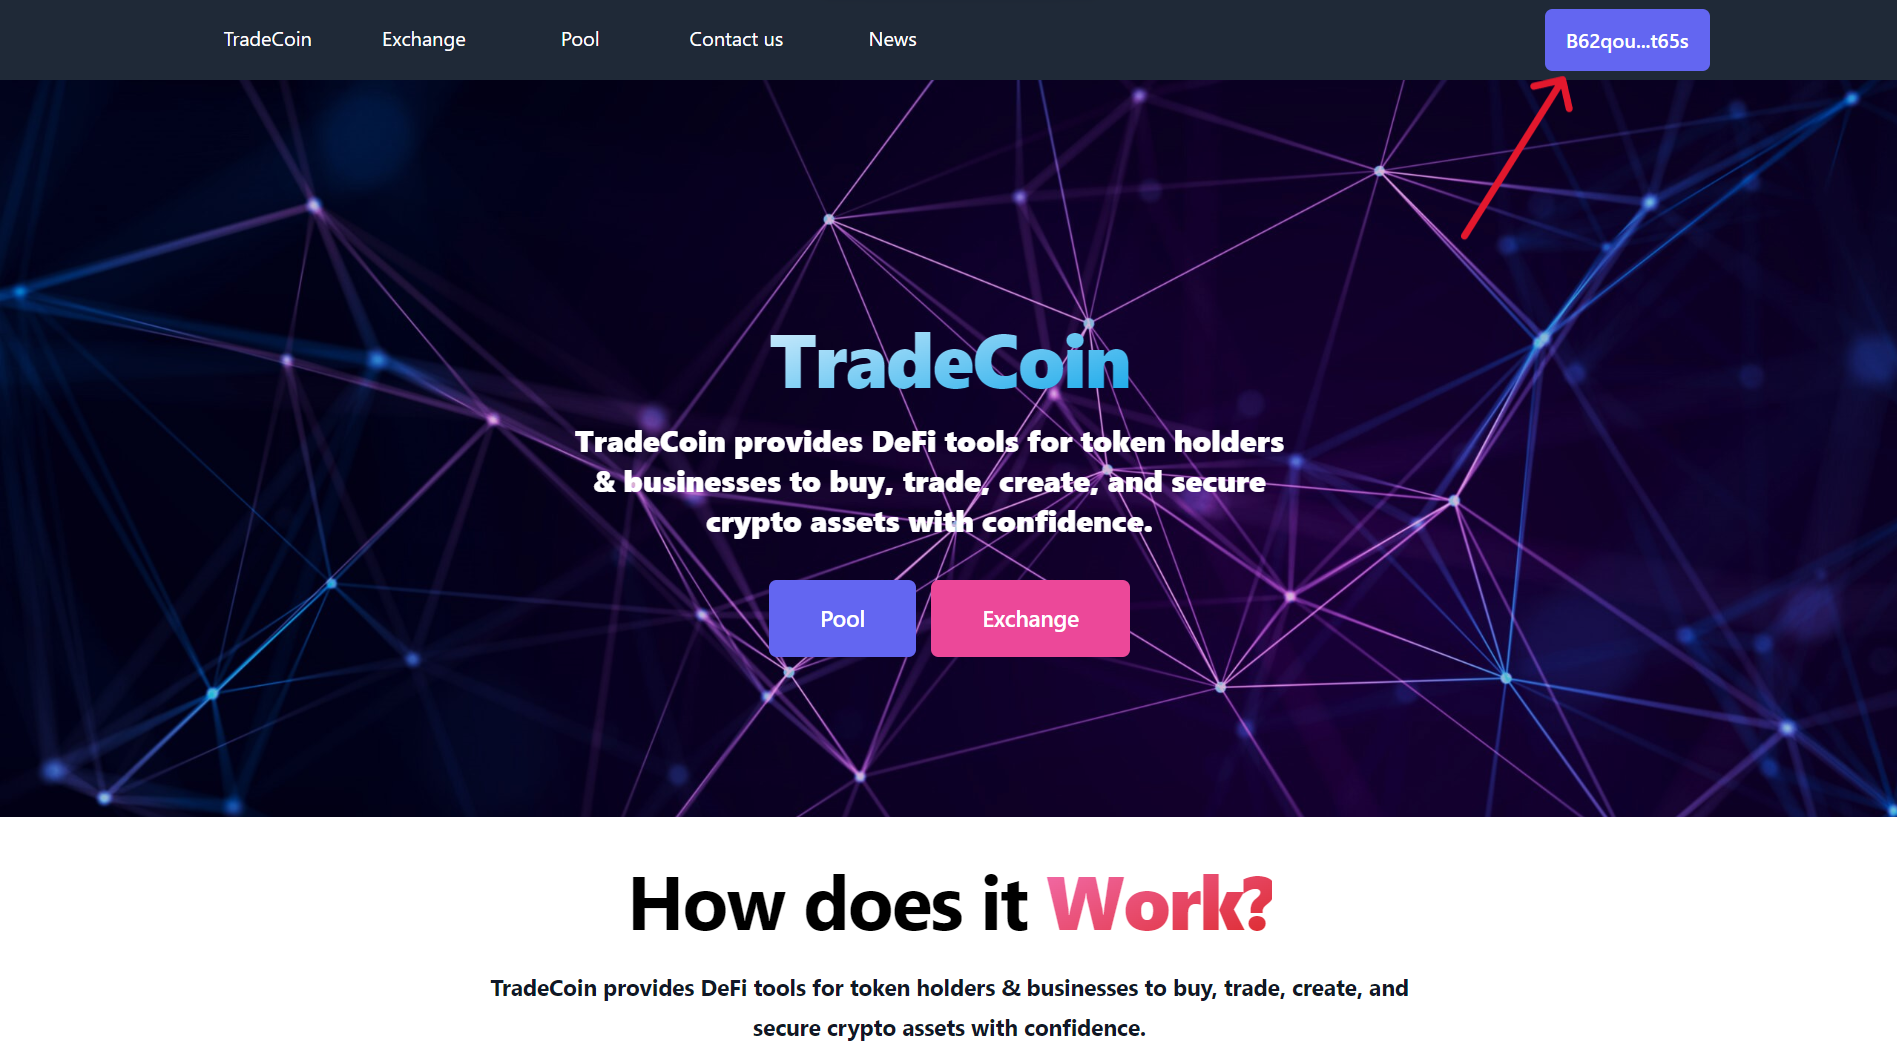 TradeCoin
Exchange
Pool
Contact us
News
B62qou...t65s
TradeCoin
TradeCoin provides DeFi tools for token holders
& businesses to buy, trade, create, and secure
crypto assets with confidence.
Pool
Exchange
How does it Work?
TradeCoin provides DeFi tools for token holders & businesses to buy, trade, create, and
secure crypto assets with confidence.